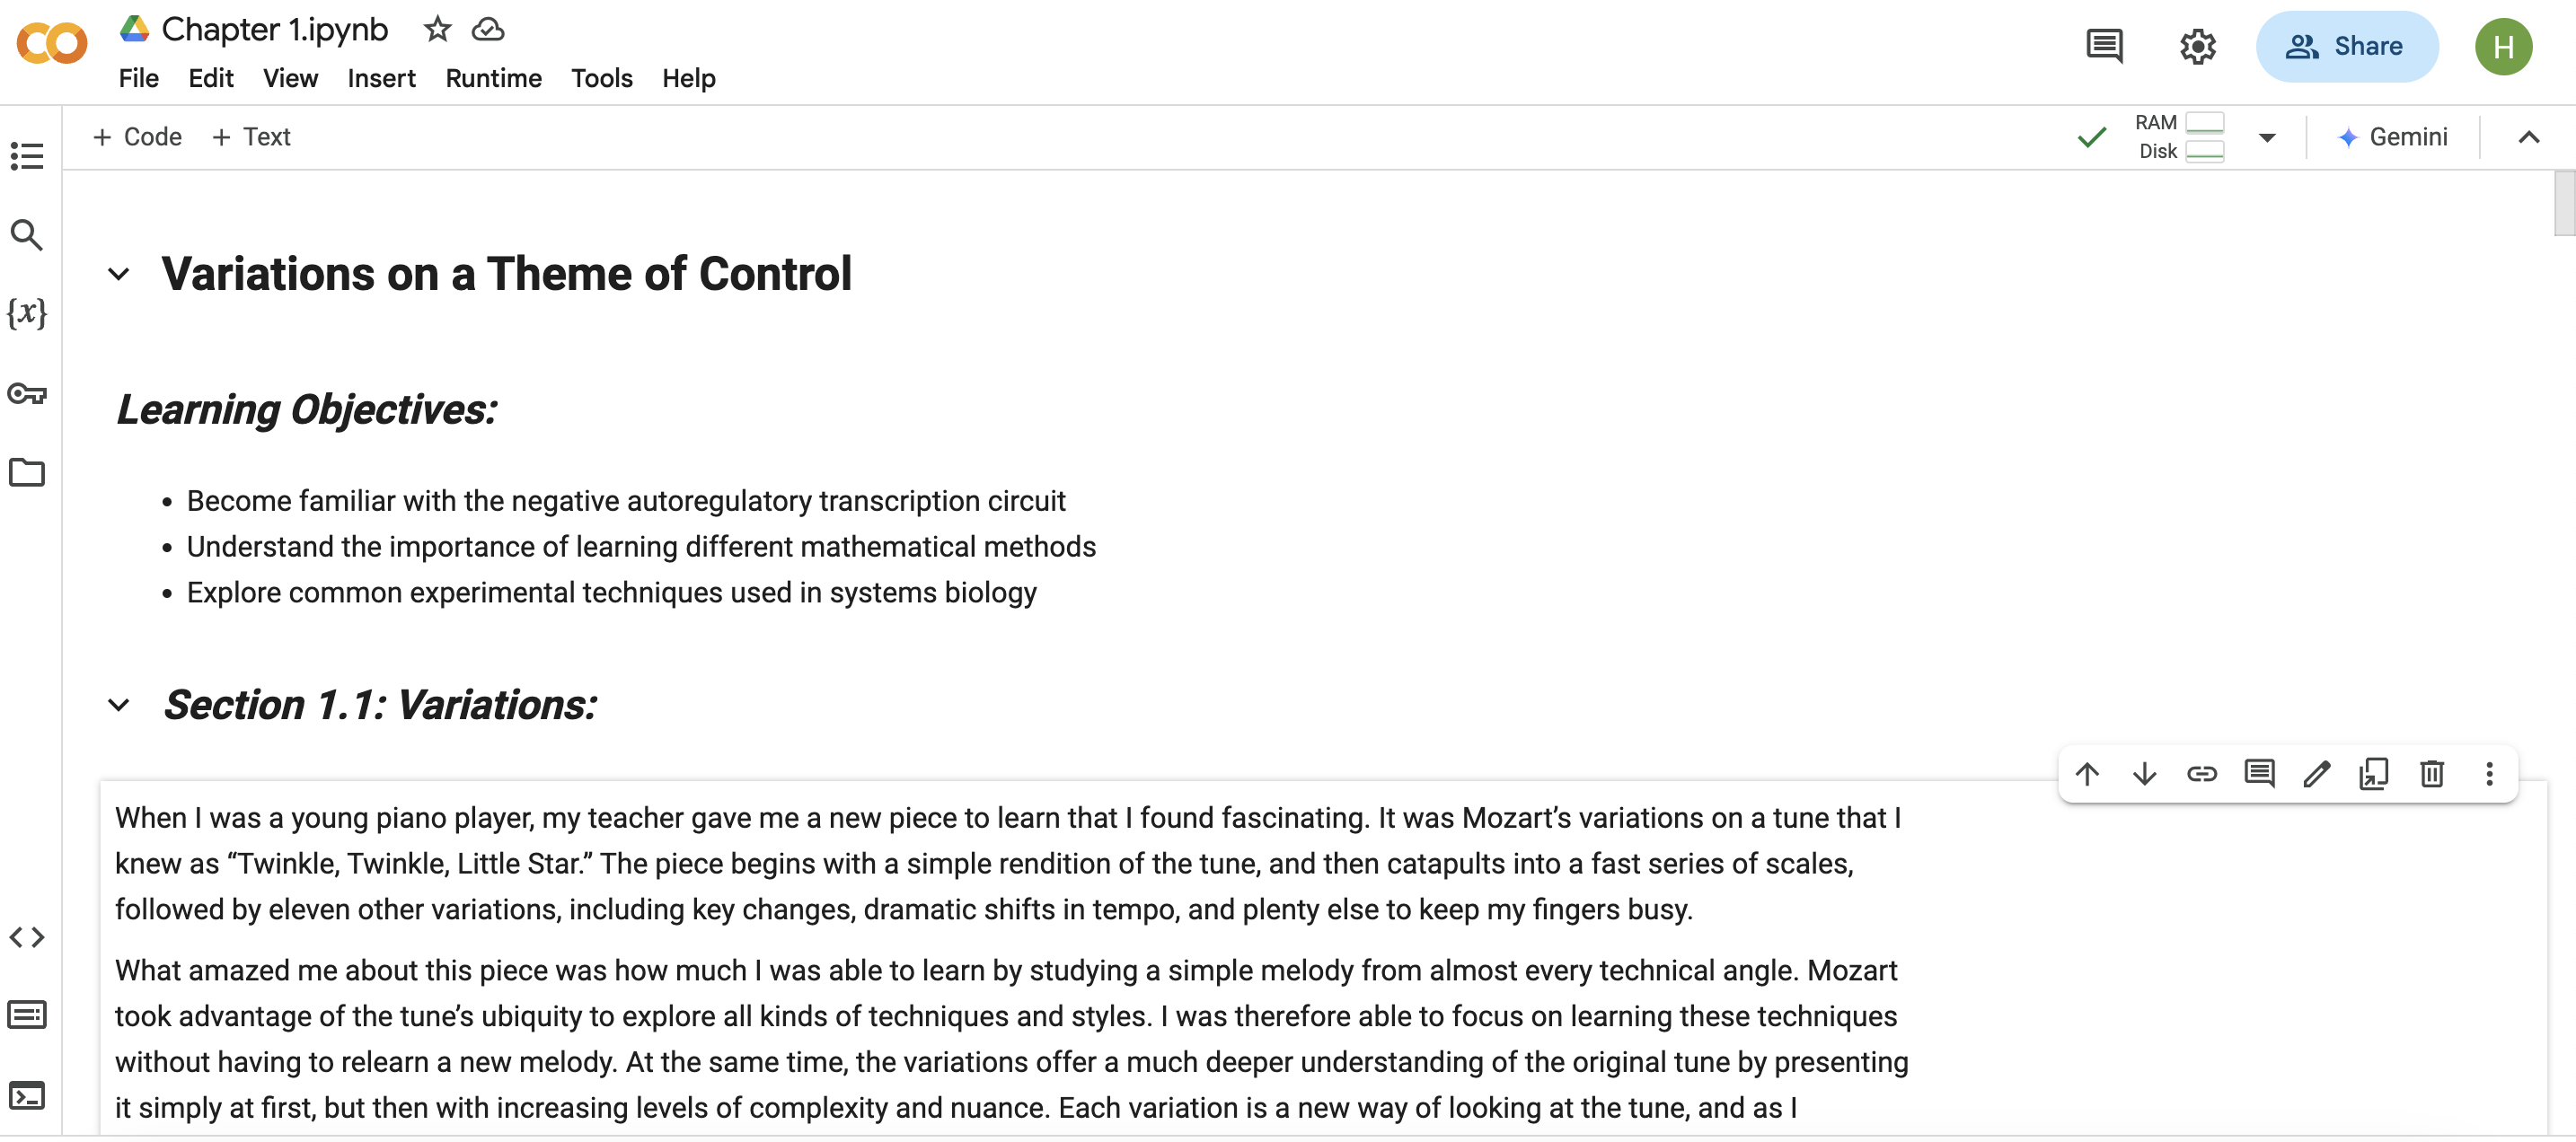 Chapter 1.ipynb
File Edit View Insert Runtime Tools Help
Share
H
+ Code + Text
RAM
Disk
Gemini
{x}
Variations on a Theme of Control
Learning Objectives:
• Become familiar with the negative autoregulatory transcription circuit
• Understand the importance of learning different mathematical methods
• Explore common experimental techniques used in systems biology
Section 1.1: Variations:
When I was a young piano player, my teacher gave me a new piece to learn that I found fascinating. It was Mozart’s variations on a tune that I
knew as “Twinkle, Twinkle, Little Star.” The piece begins with a simple rendition of the tune, and then catapults into a fast series of scales,
followed by eleven other variations, including key changes, dramatic shifts in tempo, and plenty else to keep my fingers busy.
What amazed me about this piece was how much I was able to learn by studying a simple melody from almost every technical angle. Mozart
took advantage of the tune’s ubiquity to explore all kinds of techniques and styles. I was therefore able to focus on learning these techniques
without having to relearn a new melody. At the same time, the variations offer a much deeper understanding of the original tune by presenting
it simply at first, but then with increasing levels of complexity and nuance. Each variation is a new way of looking at the tune, and as I